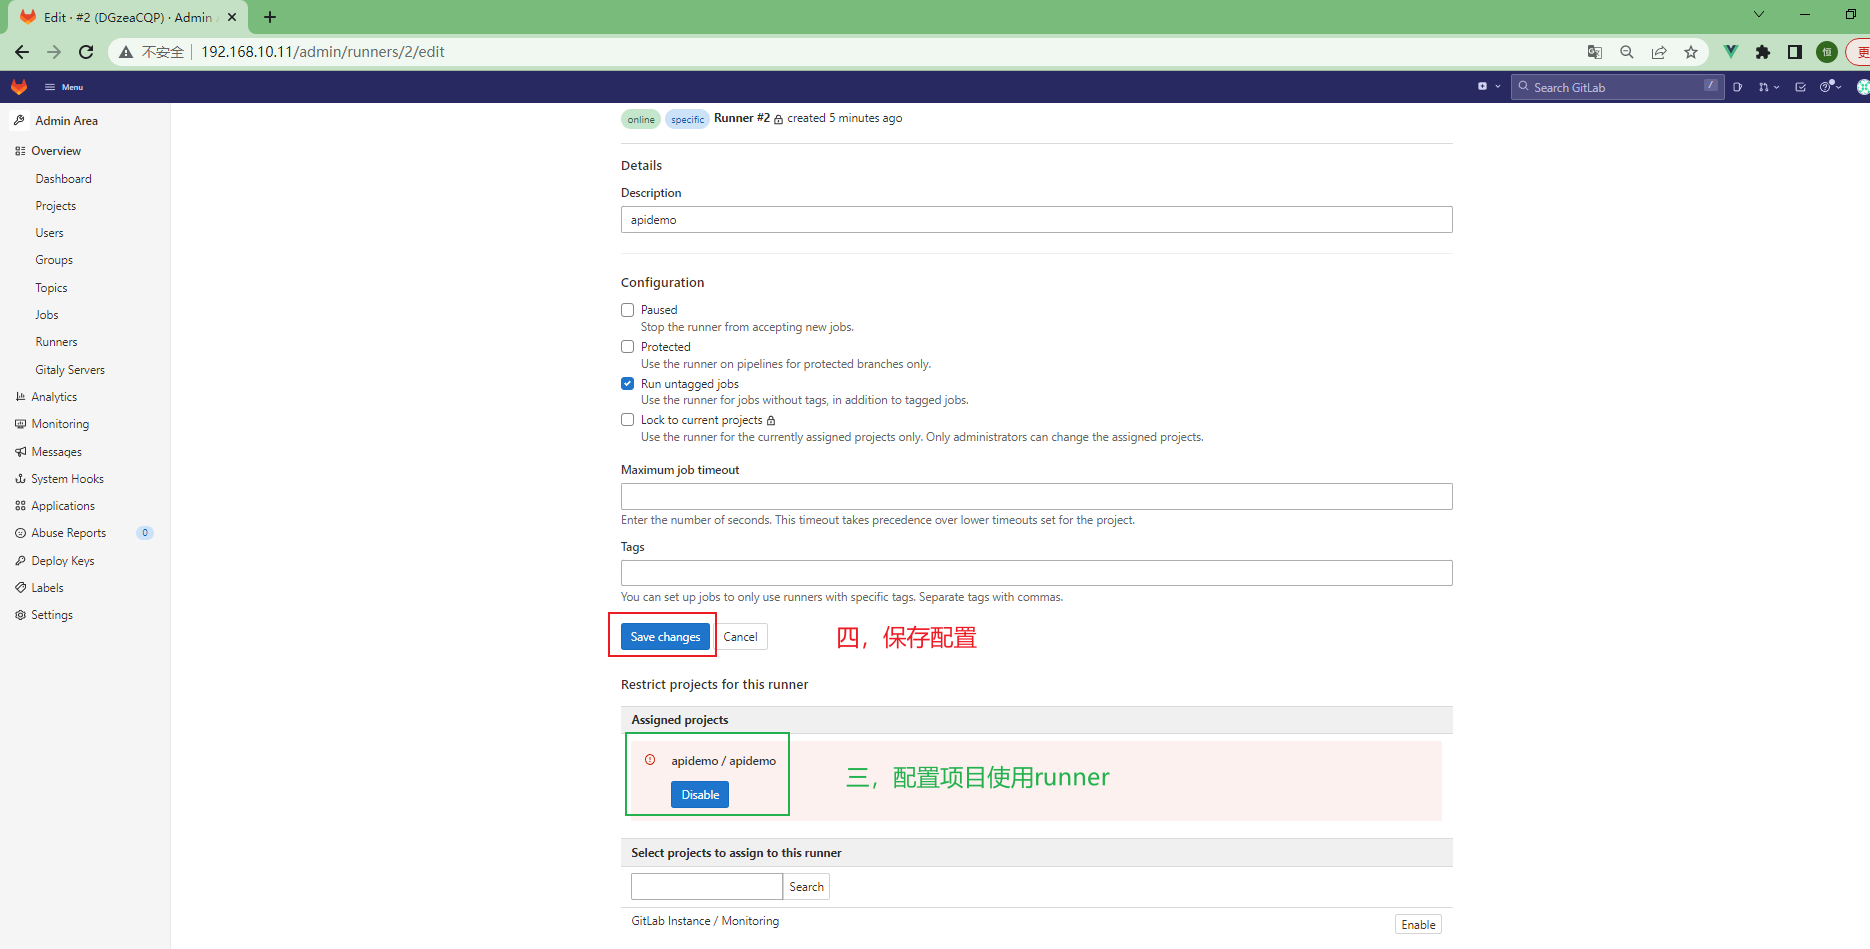 Edit · #2 (DGzeaCQP) · Admin
不安全
192.168.10.11/admin/runners/2/edit
恒
更
Menu
Search GitLab
/
Admin Area
Overview
Dashboard
Projects
Users
Groups
Topics
Jobs
Runners
Gitaly Servers
Analytics
Monitoring
Messages
System Hooks
Applications
Abuse Reports 0
Deploy Keys
Labels
Settings
online specific Runner #2 created 5 minutes ago
Details
Description
apidemo
Configuration
Paused
Stop the runner from accepting new jobs.
Protected
Use the runner on pipelines for protected branches only.
Run untagged jobs
Use the runner for jobs without tags, in addition to tagged jobs.
Lock to current projects
Use the runner for the currently assigned projects only. Only administrators can change the assigned projects.
Maximum job timeout
Enter the number of seconds. This timeout takes precedence over lower timeouts set for the project.
Tags
You can set up jobs to only use runners with specific tags. Separate tags with commas.
Save changes Cancel
四，保存配置
Restrict projects for this runner
Assigned projects
apidemo / apidemo
Disable
三，配置项目使用runner
Select projects to assign to this runner
Search
GitLab Instance / Monitoring
Enable